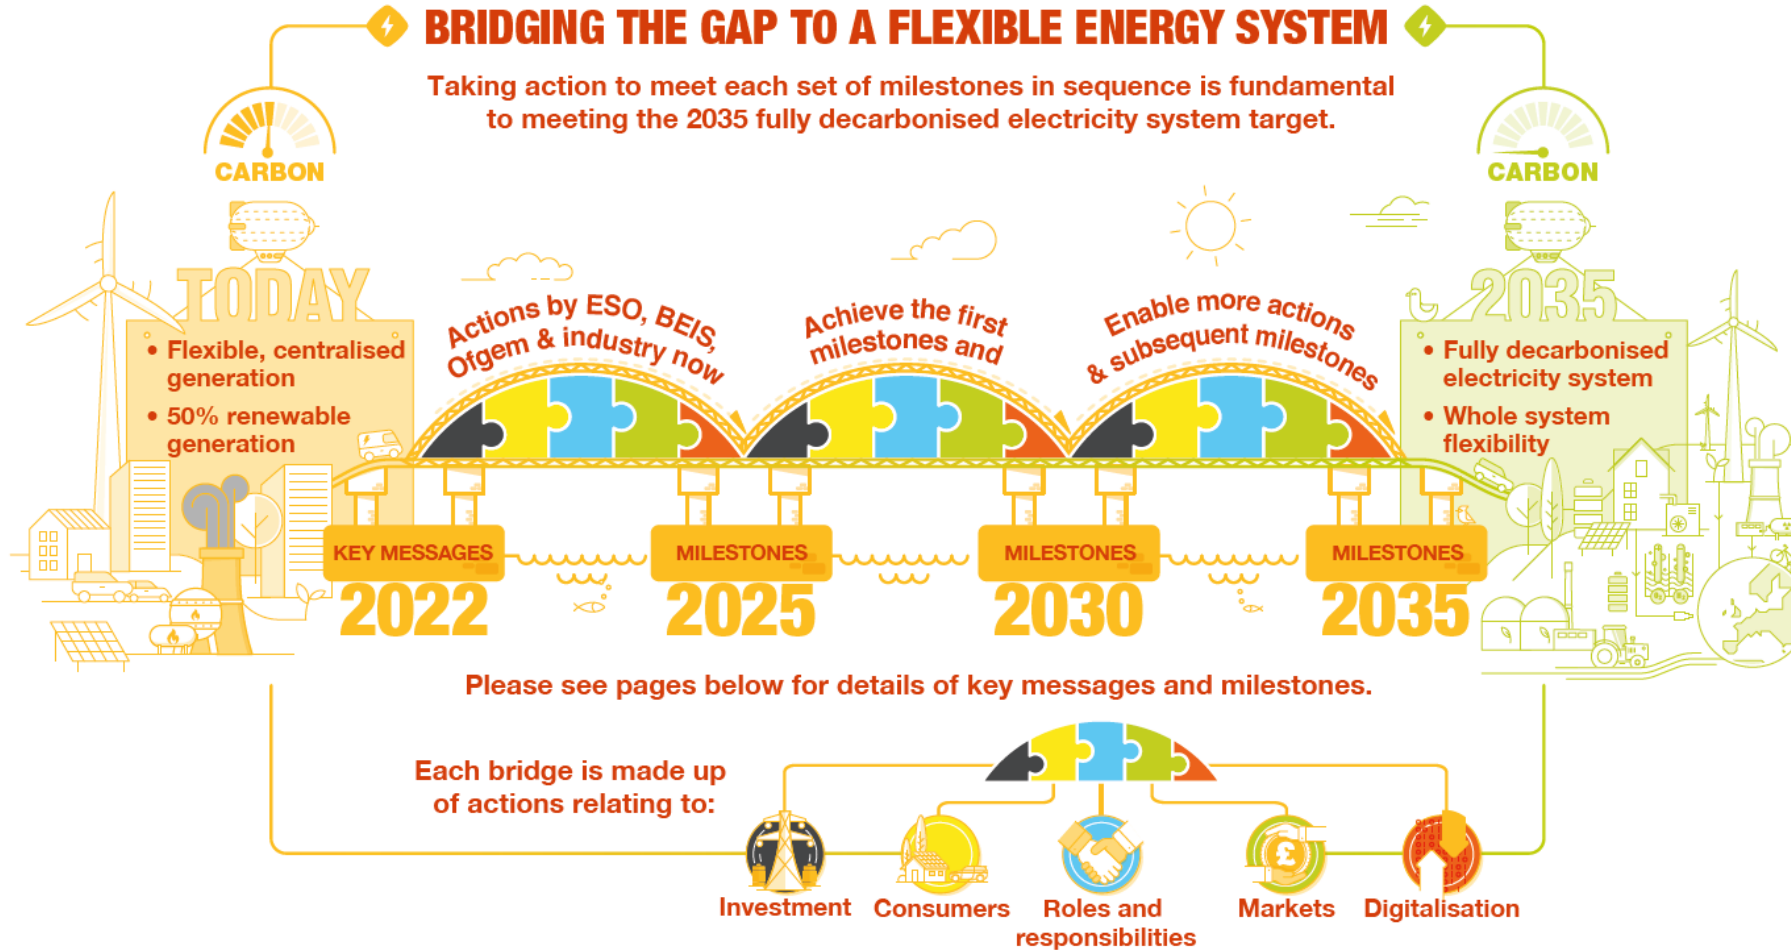 BRIDGING THE GAP TO A FLEXIBLE ENERGY SYSTEM
Taking action to meet each set of milestones in sequence is fundamental
to meeting the 2035 fully decarbonised electricity system target.
CARBON
CARBON
TODAY
• Flexible, centralised
generation
• 50% renewable
generation
Actions by ESO, BEIS,
Ofgem & industry now
Achieve the first
milestones and
Enable more actions
& subsequent milestones
2035
• Fully decarbonised
electricity system
• Whole system
flexibility
KEY MESSAGES
2022
MILESTONES
2025
MILESTONES
2030
MILESTONES
2035
Please see pages below for details of key messages and milestones.
Each bridge is made up
of actions relating to:
£
Investment
Consumers
Roles and
responsibilities
Markets
Digitalisation